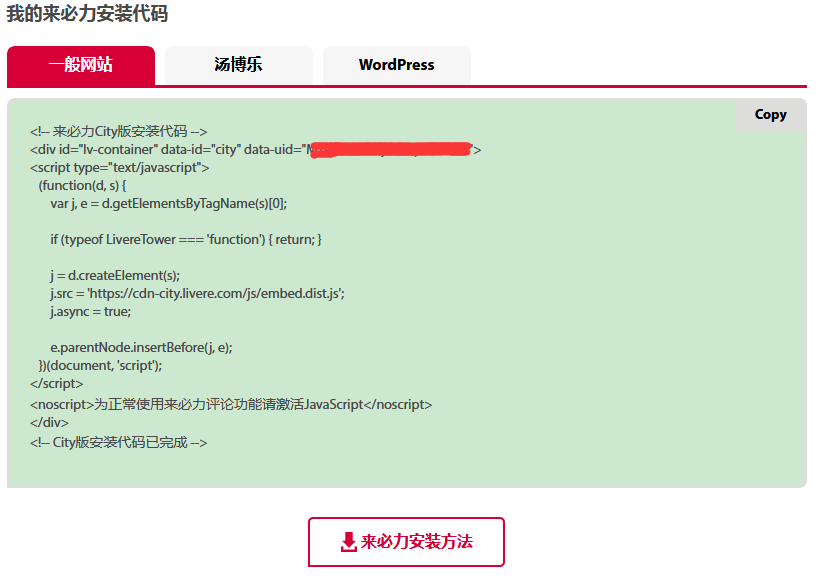 我的来必力安装代码
一般网站 汤博乐 WordPress
Copy
<!-- 来必力City版安装代码 -->
<div id="lv-container" data-id="city" data-uid="M">
<script type="text/javascript">
(function(d, s) {
var j, e = d.getElementsByTagName(s)[0];
if (typeof LivereTower === 'function') { return; }
j = d.createElement(s);
j.src = 'https://cdn-city.livere.com/js/embed.dist.js';
j.async = true;
e.parentNode.insertBefore(j, e);
})(document, 'script');
</script>
<noscript>为正常使用来必力评论功能请激活JavaScript</noscript>
</div>
<!-- City版安装代码已完成 -->
来必力安装方法